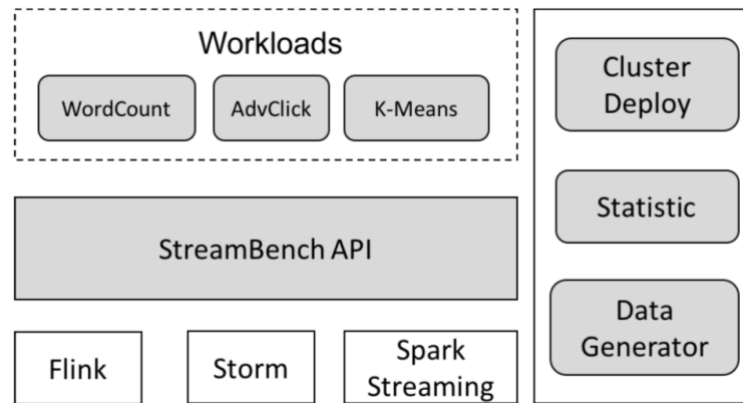 Workloads
WordCount
AdvClick
K-Means
StreamBench API
Flink
Storm
Spark
Streaming
Cluster
Deploy
Statistic
Data
Generator